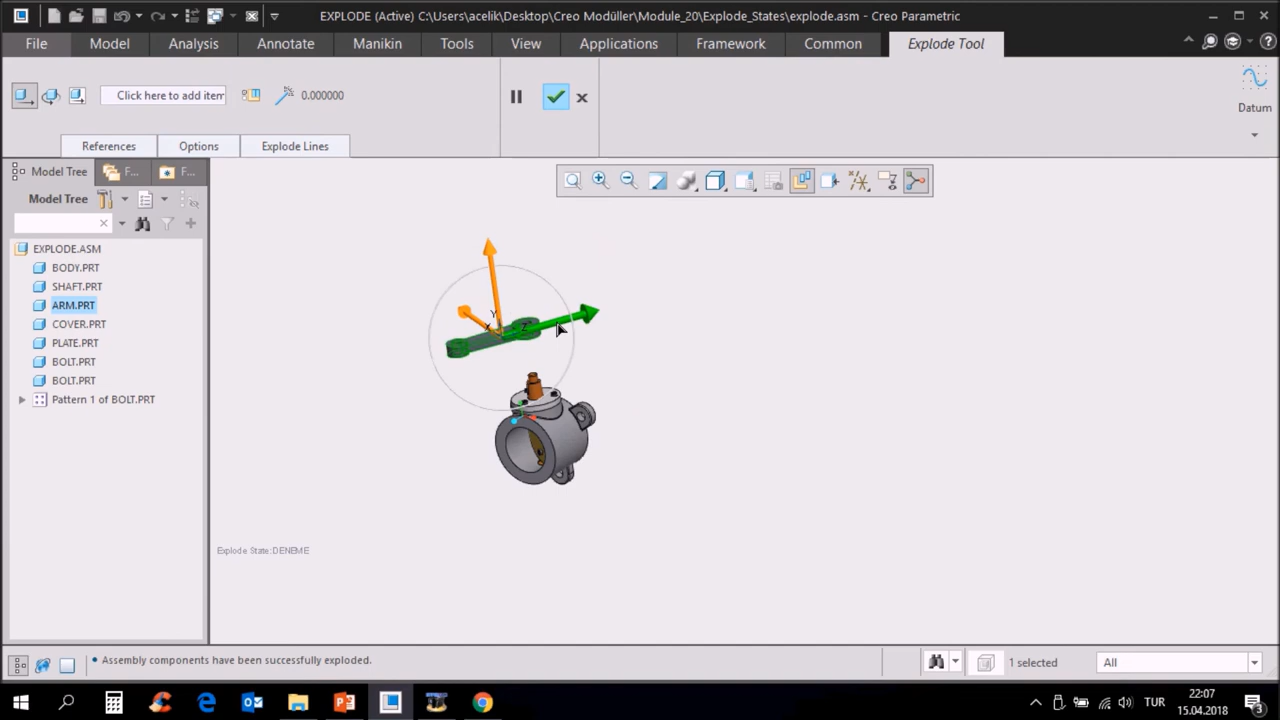 EXPLODE (Active) C:\Users\acelik\Desktop\Creo Modüller\Module_20\Explode_States\explode.asm - Creo Parametric
File Model Analysis Annotate Manikin Tools View Applications Framework Common Explode Tool
Click here to add item 0.000000
Datum
References Options Explode Lines
Model Tree F... F...
Model Tree
EXPLODE.ASM
BODY.PRT
SHAFT.PRT
ARM.PRT
COVER.PRT
PLATE.PRT
BOLT.PRT
BOLT.PRT
Pattern 1 of BOLT.PRT
Y
X Z
Explode State:DENEME
Assembly components have been successfully exploded.
1 selected All
TUR 22:07
15.04.2018
3